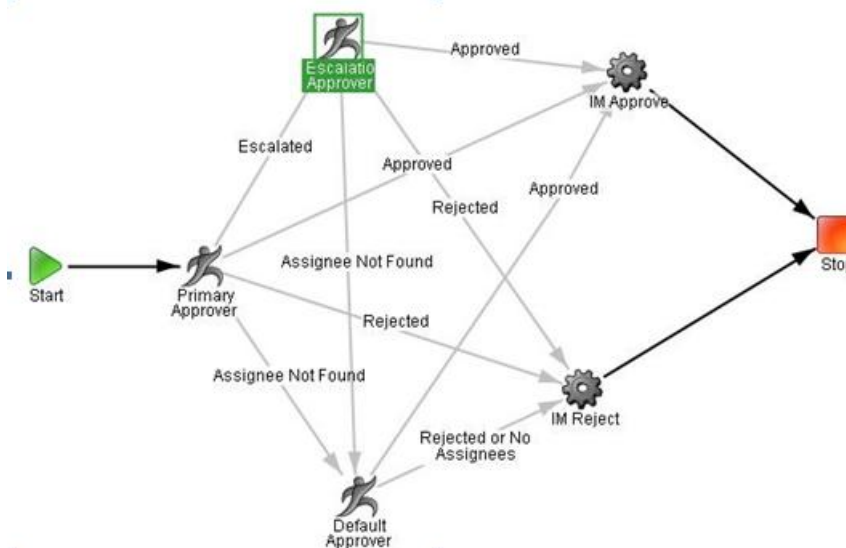 Escalatio
Approver
Approved
IM Approve
Escalated
Approved
Approved
Rejected
Start
Primary
Approver
Assignee Not Found
Stop
Rejected
Assignee Not Found
IM Reject
Rejected or No
Assignees
Default
Approver